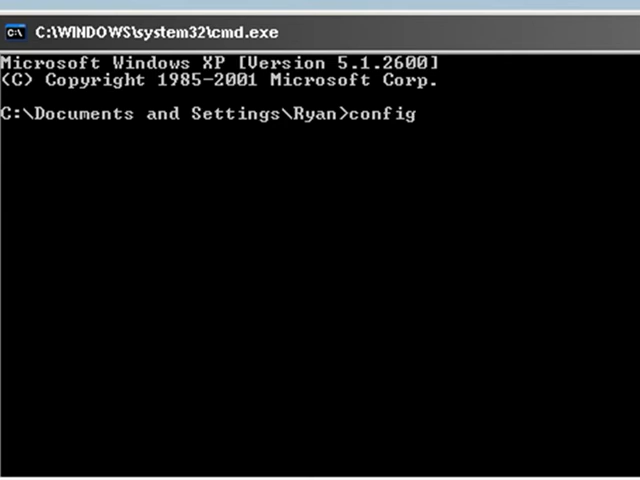 C:\WINDOWS\system32\cmd.exe
Microsoft Windows XP [Version 5.1.2600]
(C) Copyright 1985-2001 Microsoft Corp.
C:\Documents and Settings\Ryan>config